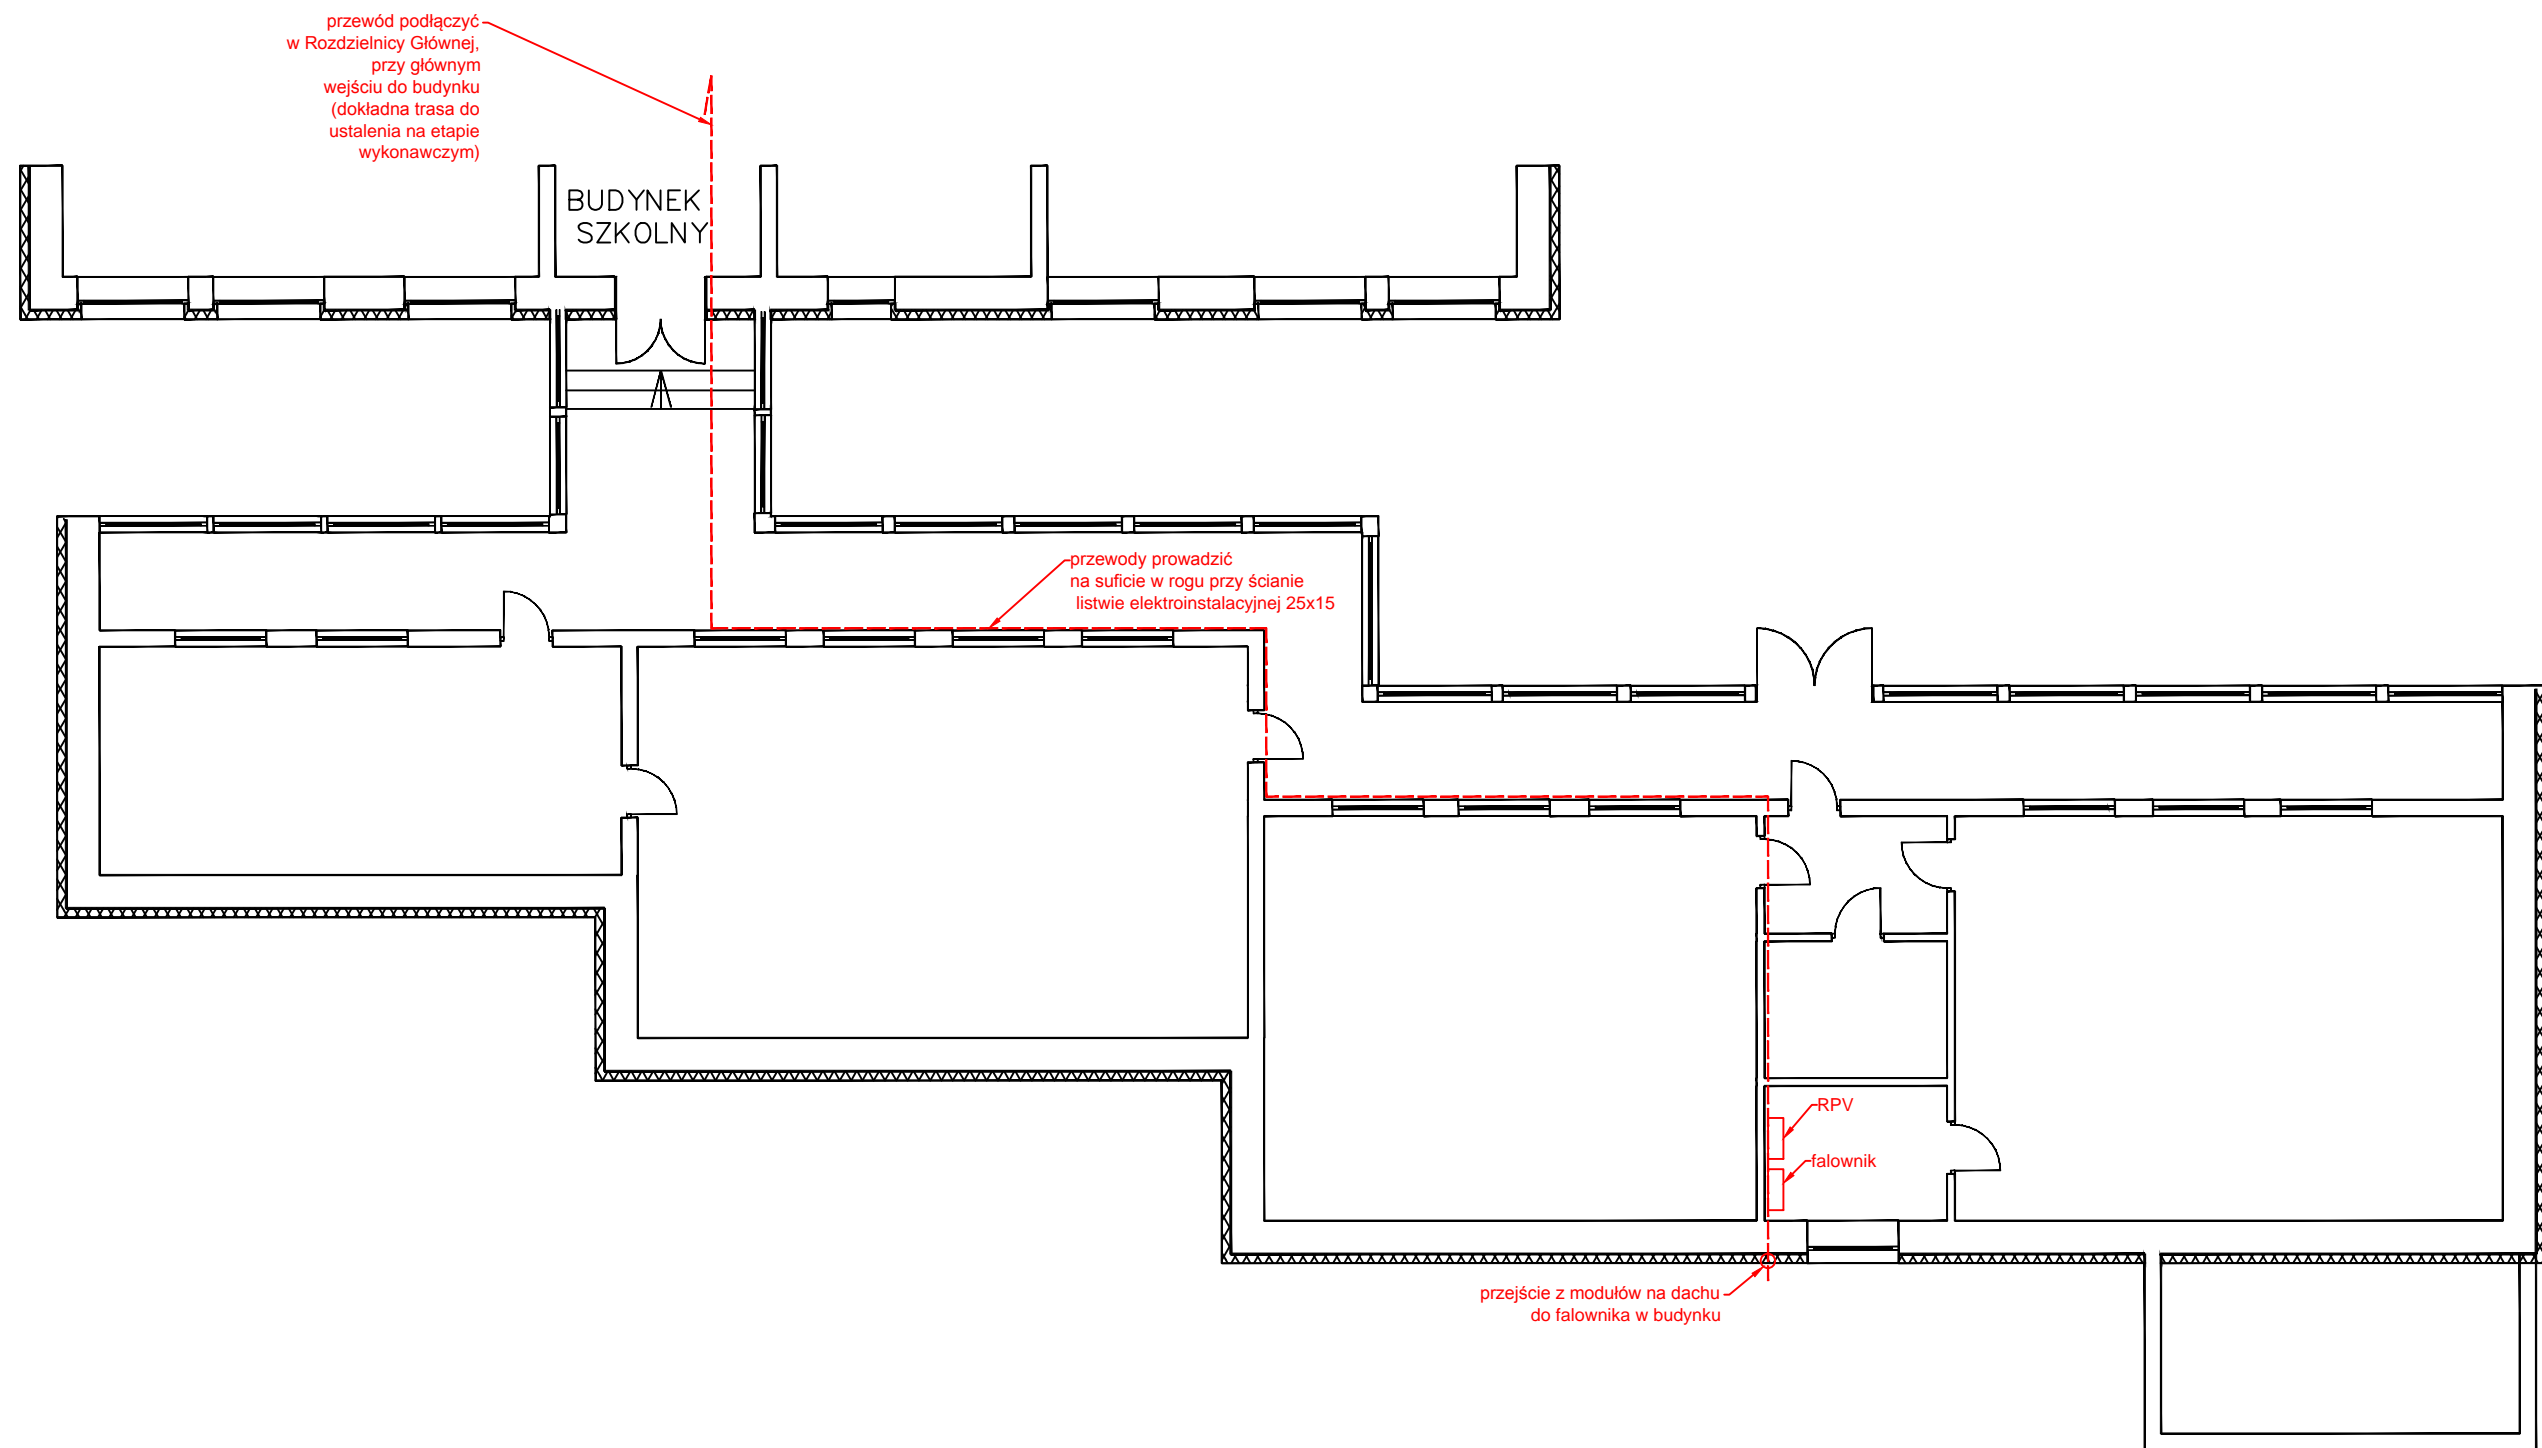 przewód podłączyć
w Rozdzielnicy Głównej,
przy głównym
wejściu do budynku
(dokładna trasa do
ustalenia na etapie
wykonawczym)
BUDYNEK
SZKOLNY
przewody prowadzić
na suficie w rogu przy ścianie
listwie elektroinstalacyjnej 25x15
RPV
falownik
przejście z modułów na dachu
do falownika w budynku